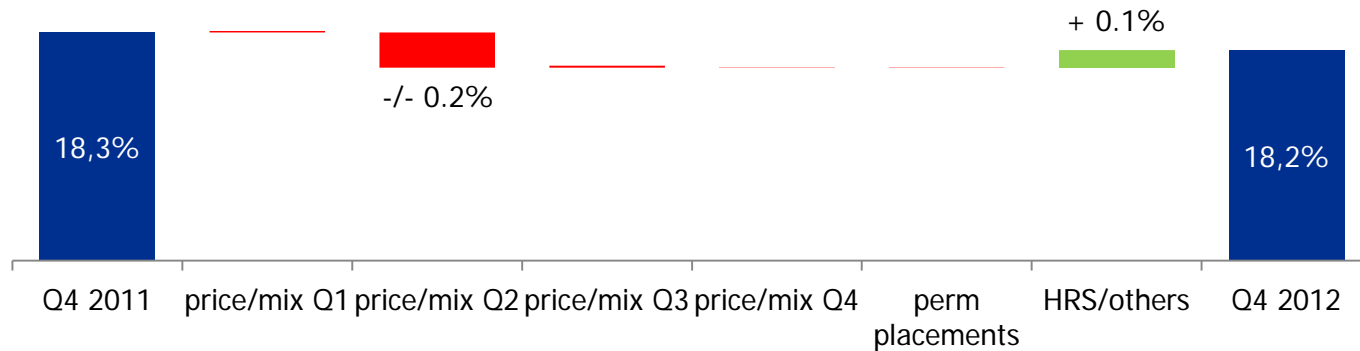 + 0.1%
-/- 0.2%
18,3%
18,2%
Q4 2011 price/mix Q1 price/mix Q2 price/mix Q3 price/mix Q4 perm HRS/others Q4 2012
placements